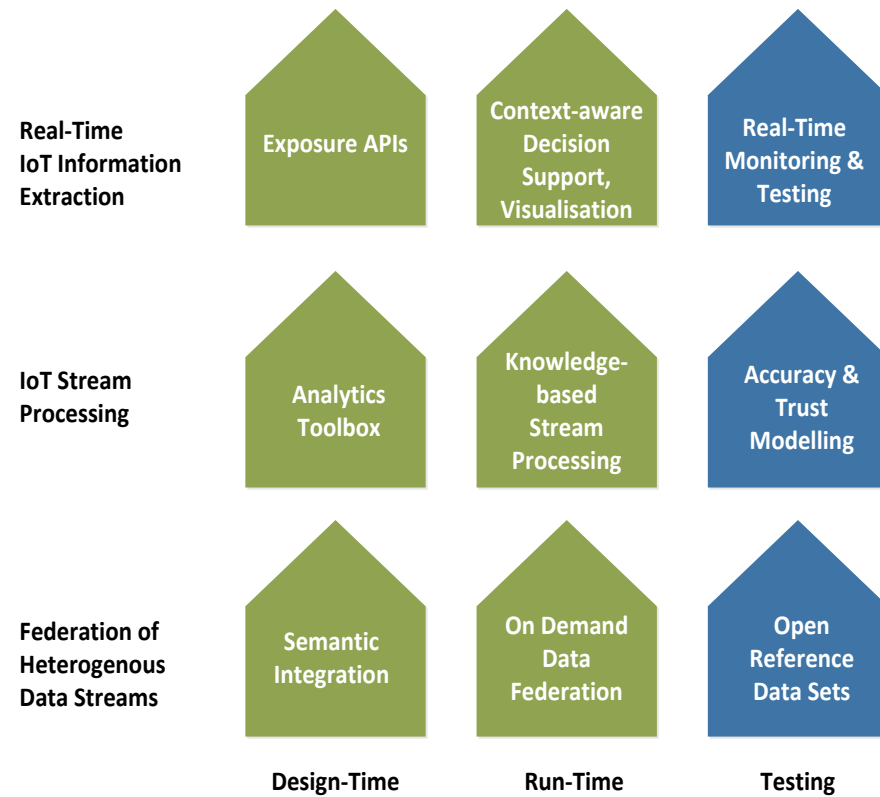 Real-Time
IoT Information
Extraction
Exposure APIs
Context-aware
Decision
Support,
Visualisation
Real-Time
Monitoring &
Testing
IoT Stream
Processing
Analytics
Toolbox
Knowledge-
based
Stream
Processing
Accuracy &
Trust
Modelling
Federation of
Heterogenous
Data Streams
Semantic
Integration
On Demand
Data
Federation
Open
Reference
Data Sets
Design-Time
Run-Time
Testing